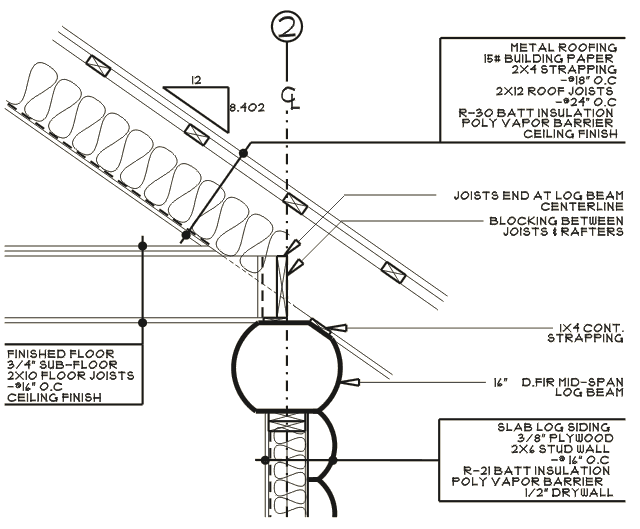 2
METAL ROOFING
15# BUILDING PAPER
2X4 STRAPPING
-@18" O.C
2X12 ROOF JOISTS
-@24" O.C
R-30 BATT INSULATION
POLY VAPOR BARRIER
CEILING FINISH
12
8.402
CL
JOISTS END AT LOG BEAM
CENTERLINE
BLOCKING BETWEEN
JOISTS & RAFTERS
1X4 CONT.
STRAPPING
FINISHED FLOOR
3/4" SUB-FLOOR
2X10 FLOOR JOISTS
-@16" O.C
CEILING FINISH
16" D.FIR MID-SPAN
LOG BEAM
SLAB LOG SIDING
3/8" PLYWOOD
2X6 STUD WALL
-@ 16" O.C
R-21 BATT INSULATION
POLY VAPOR BARRIER
1/2" DRYWALL